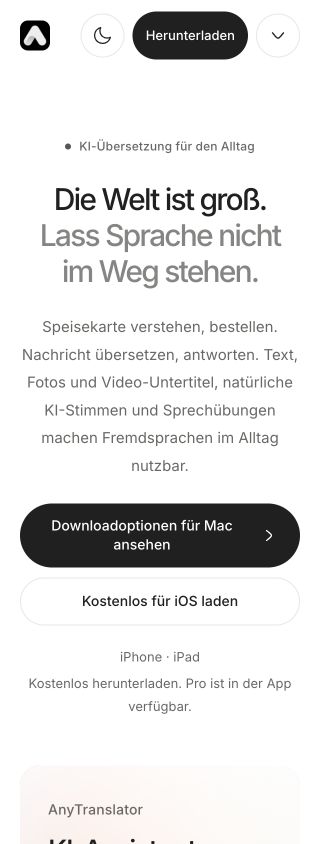 Herunterladen
KI-Übersetzung für den Alltag
Die Welt ist groß.
Lass Sprache nicht
im Weg stehen.
Speisekarte verstehen, bestellen.
Nachricht übersetzen, antworten. Text,
Fotos und Video-Untertitel, natürliche
KI-Stimmen und Sprechübungen
machen Fremdsprachen im Alltag
nutzbar.
Downloadoptionen für Mac
ansehen
Kostenlos für iOS laden
iPhone · iPad
Kostenlos herunterladen. Pro ist in der App
verfügbar.
AnyTranslator